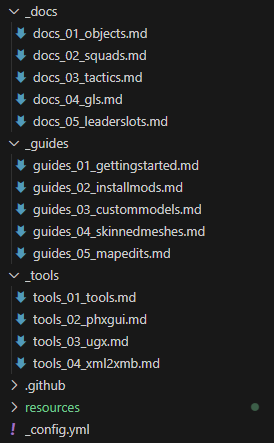 _docs
docs_01_objects.md
docs_02_squads.md
docs_03_tactics.md
docs_04_gls.md
docs_05_leaderslots.md
_guides
guides_01_gettingstarted.md
guides_02_installmods.md
guides_03_custommodels.md
guides_04_skinnedmeshes.md
guides_05_mapedits.md
_tools
tools_01_tools.md
tools_02_phxgui.md
tools_03_ugx.md
tools_04_xml2xmb.md
.github
resources
! _config.yml